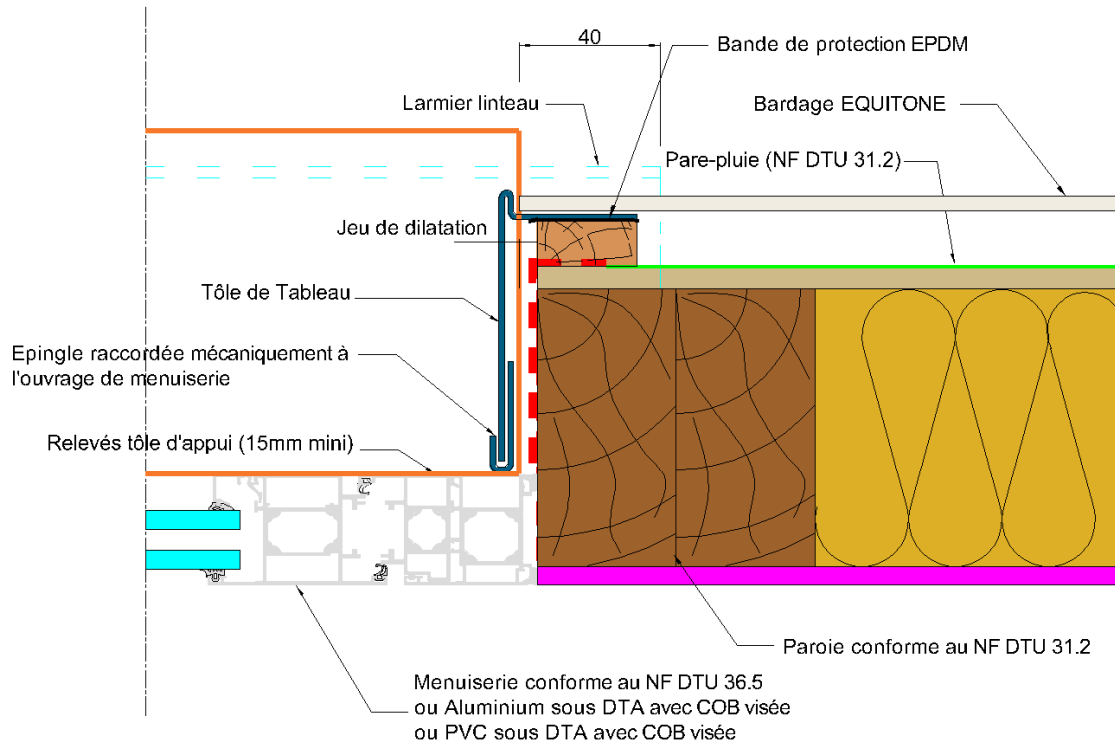 40
Bande de protection EPDM
Larmier linteau
Bardage EQUITONE
Pare-pluie (NF DTU 31.2)
Jeu de dilatation
Tôle de Tableau
Epingle raccordée mécaniquement à
l'ouvrage de menuiserie
Relevés tôle d'appui (15mm mini)
Paroie conforme au NF DTU 31.2
Menuiserie conforme au NF DTU 36.5
ou Aluminium sous DTA avec COB visée
ou PVC sous DTA avec COB visée